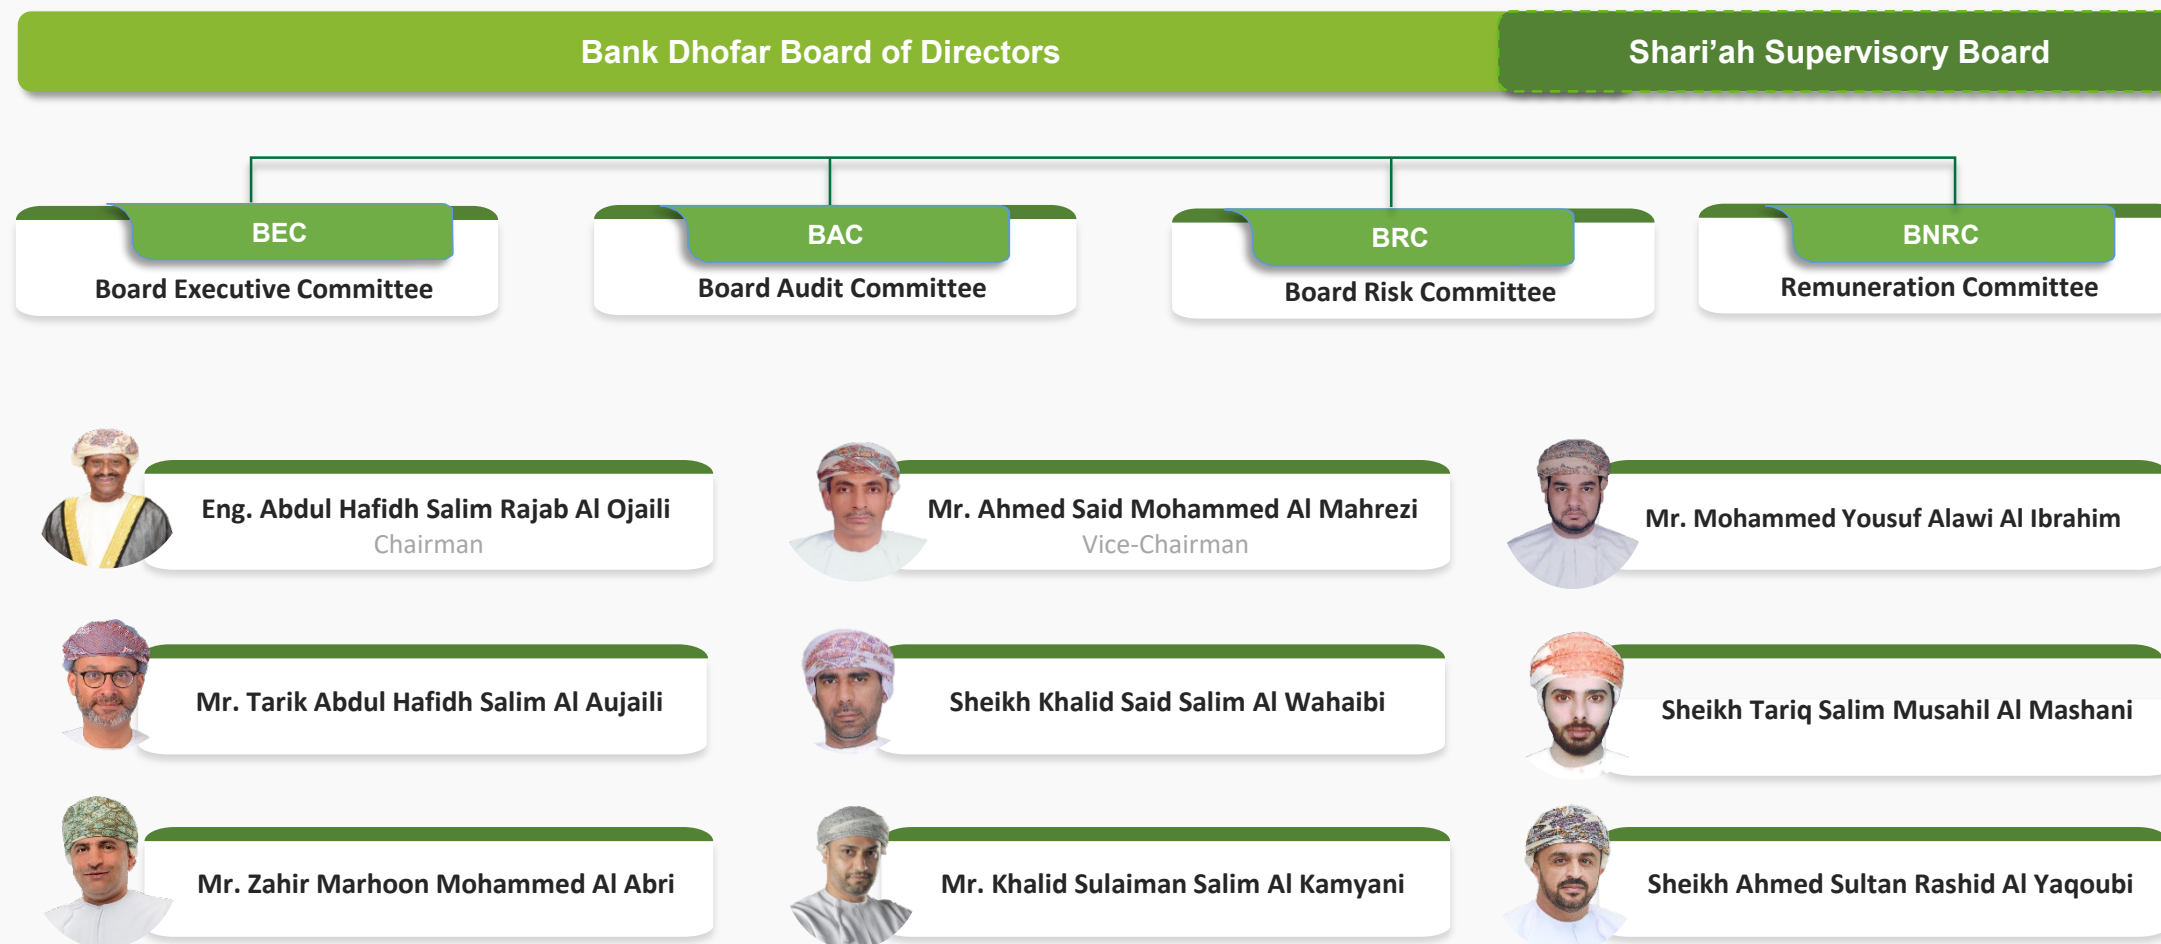 Bank Dhofar Board of Directors
Shari’ah Supervisory Board
BEC
Board Executive Committee
BAC
Board Audit Committee
BRC
Board Risk Committee
BNRC
Remuneration Committee
Eng. Abdul Hafidh Salim Rajab Al Ojaili
Chairman
Mr. Ahmed Said Mohammed Al Mahrezi
Vice-Chairman
Mr. Mohammed Yousuf Alawi Al Ibrahim
Mr. Tarik Abdul Hafidh Salim Al Aujaili
Sheikh Khalid Said Salim Al Wahaibi
Sheikh Tariq Salim Musahil Al Mashani
Mr. Zahir Marhoon Mohammed Al Abri
Mr. Khalid Sulaiman Salim Al Kamyani
Sheikh Ahmed Sultan Rashid Al Yaqoubi